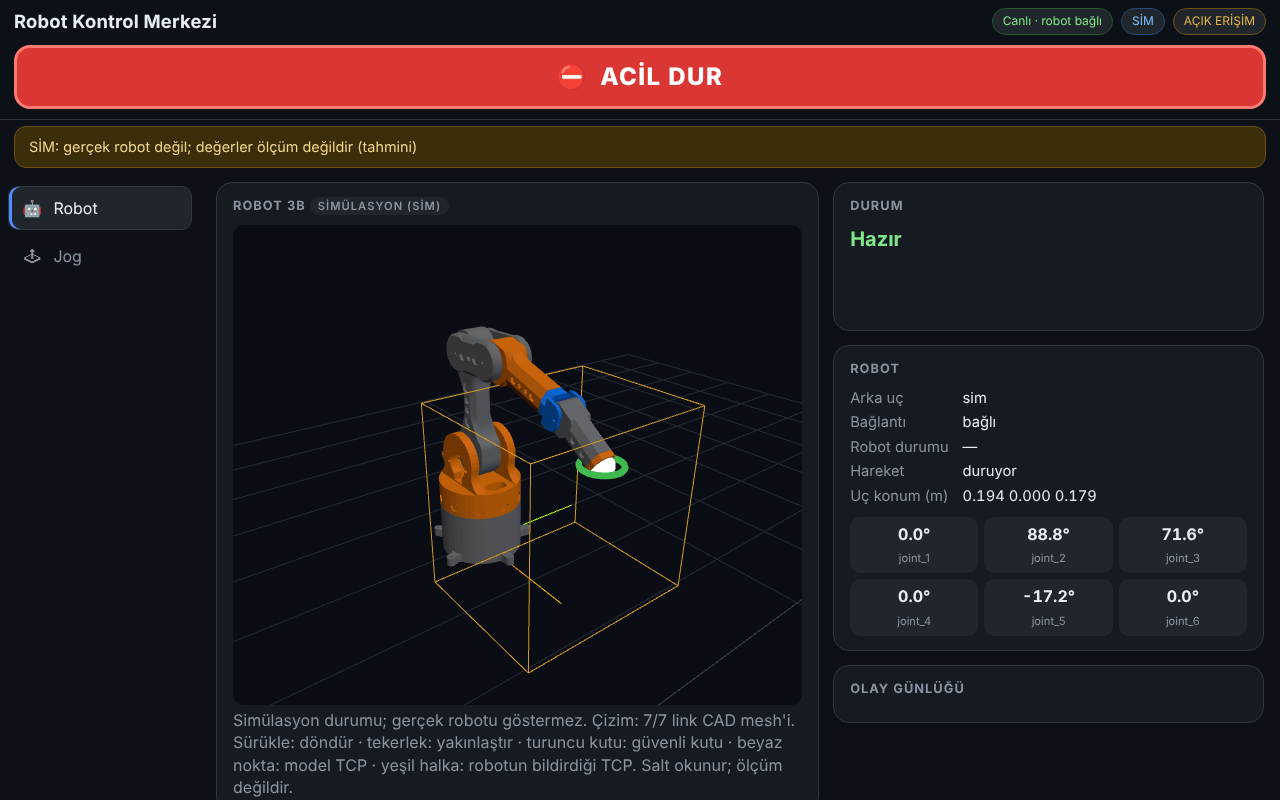 Robot Kontrol Merkezi
Canlı · robot bağlı
SİM
AÇIK ERİŞİM
ACİL DUR
SİM: gerçek robot değil; değerler ölçüm değildir (tahmini)
Robot
Jog
ROBOT 3B
SİMÜLASYON (SİM)
Simülasyon durumu; gerçek robotu göstermez. Çizim: 7/7 link CAD mesh'i.
Sürükle: döndür · tekerlek: yakınlaştır · turuncu kutu: güvenli kutu · beyaz
nokta: model TCP · yeşil halka: robotun bildirdiği TCP. Salt okunur; ölçüm
değildir.
DURUM
Hazır
ROBOT
Arka uç sim
Bağlantı bağlı
Robot durumu —
Hareket duruyor
Uç konum (m) 0.194 0.000 0.179
0.0° 88.8° 71.6°
joint_1 joint_2 joint_3
0.0° -17.2° 0.0°
joint_4 joint_5 joint_6
OLAY GÜNLÜĞÜ